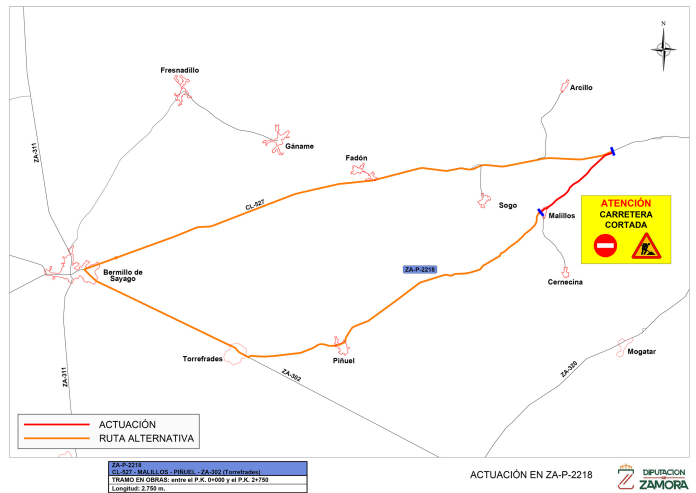 N
Fresnadillo
Arcillo
ZA-311
Gáname
Fadón
CL-527
Sogo
Malillos
ATENCIÓN
CARRETERA
CORTADA
Bermillo de
Sayago
ZA-P-2218
Cernecina
Torrefrades
Piñuel
Mogatar
ZA-311
ZA-302
ZA-320
ACTUACIÓN
RUTA ALTERNATIVA
ZA-P-2218
CL-527 - MALILLOS - PIÑUEL - ZA-302 (Torrefrades)
TRAMO EN OBRAS: entre el P.K. 0+000 y el P.K. 2+750
Longitud: 2.750 m.
ACTUACIÓN EN ZA-P-2218
DIPUTACIÓN
DE
ZAMORA